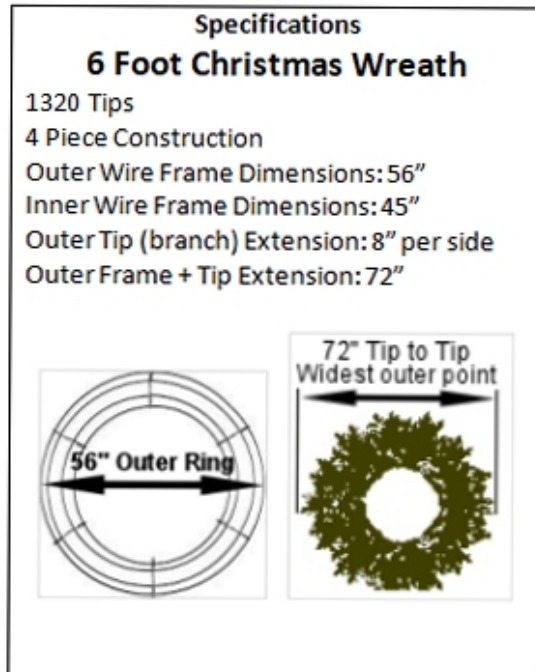 Specifications
6 Foot Christmas Wreath
1320 Tips
4 Piece Construction
Outer Wire Frame Dimensions: 56”
Inner Wire Frame Dimensions: 45”
Outer Tip (branch) Extension: 8” per side
Outer Frame + Tip Extension: 72”
56" Outer Ring
72" Tip to Tip
Widest outer point